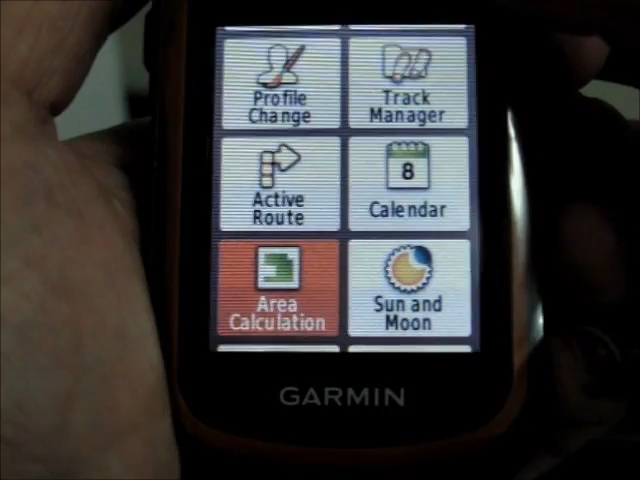 Profile
Change
Track
Manager
Active
Route
8
Calendar
Area
Calculation
Sun and
Moon
GARMIN